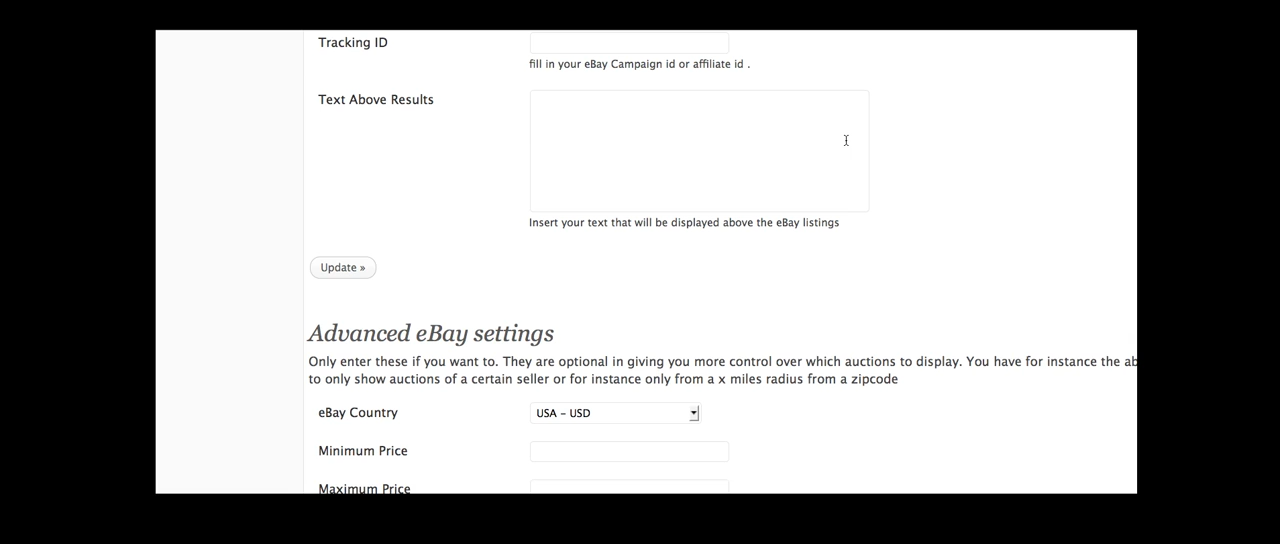 Tracking ID
fill in your eBay Campaign id or affiliate id .
Text Above Results
Insert your text that will be displayed above the eBay listings
Update »
Advanced eBay settings
Only enter these if you want to. They are optional in giving you more control over which auctions to display. You have for instance the ab
to only show auctions of a certain seller or for instance only from a x miles radius from a zipcode
eBay Country
USA – USD
Minimum Price
Maximum Price